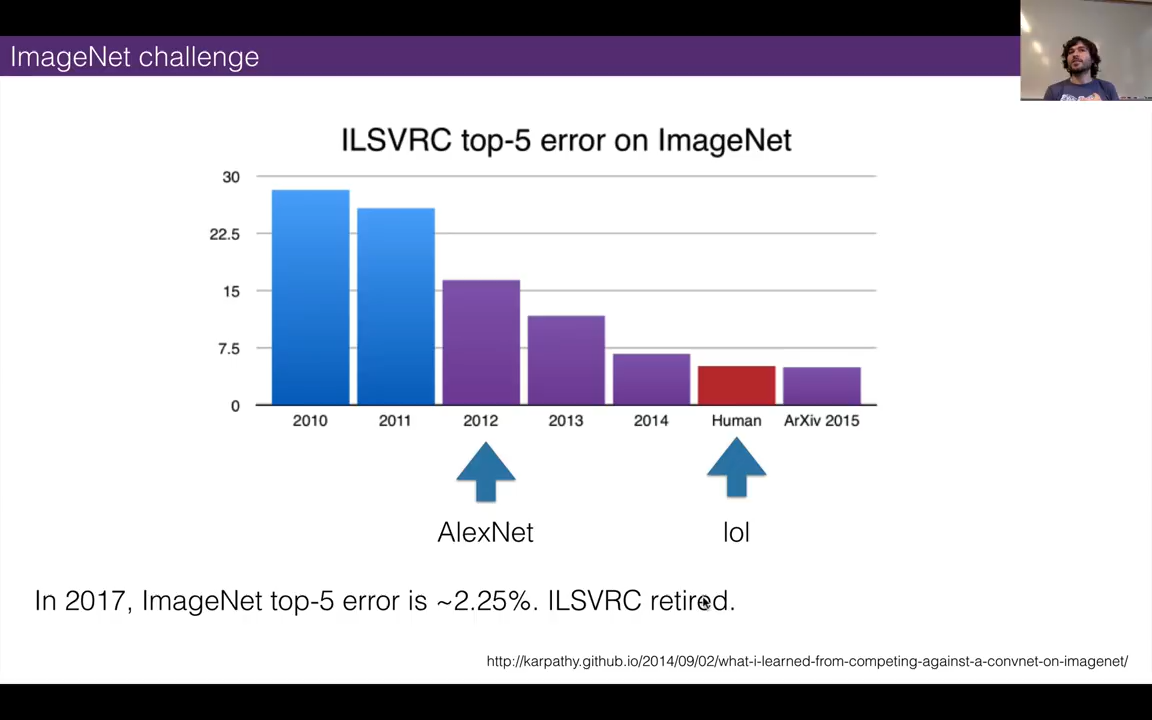 ImageNet challenge
ILSVRC top-5 error on ImageNet
30
22.5
15
7.5
0
2010 2011 2012 2013 2014 Human ArXiv 2015
AlexNet lol
In 2017, ImageNet top-5 error is ~2.25%. ILSVRC retired.
http://karpathy.github.io/2014/09/02/what-i-learned-from-competing-against-a-convnet-on-imagenet/